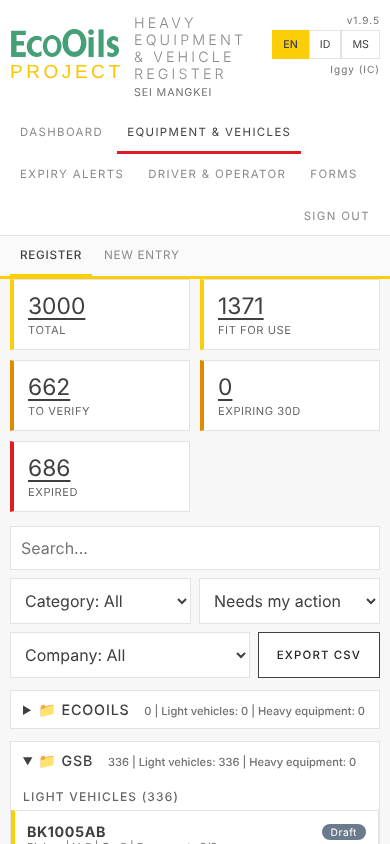 EcoOils
PROJECT
HEAVY
EQUIPMENT
& VEHICLE
REGISTER
SEI MANGKEI
v1.9.5
EN ID MS
Iggy (IC)
DASHBOARD EQUIPMENT & VEHICLES
EXPIRY ALERTS DRIVER & OPERATOR FORMS
SIGN OUT
REGISTER NEW ENTRY
3000
TOTAL
1371
FIT FOR USE
662
TO VERIFY
0
EXPIRING 30D
686
EXPIRED
Search...
Category: All Needs my action
Company: All EXPORT CSV
ECOOILS 0 | Light vehicles: 0 | Heavy equipment: 0
GSB 336 | Light vehicles: 336 | Heavy equipment: 0
LIGHT VEHICLES (336)
BK1005AB Draft